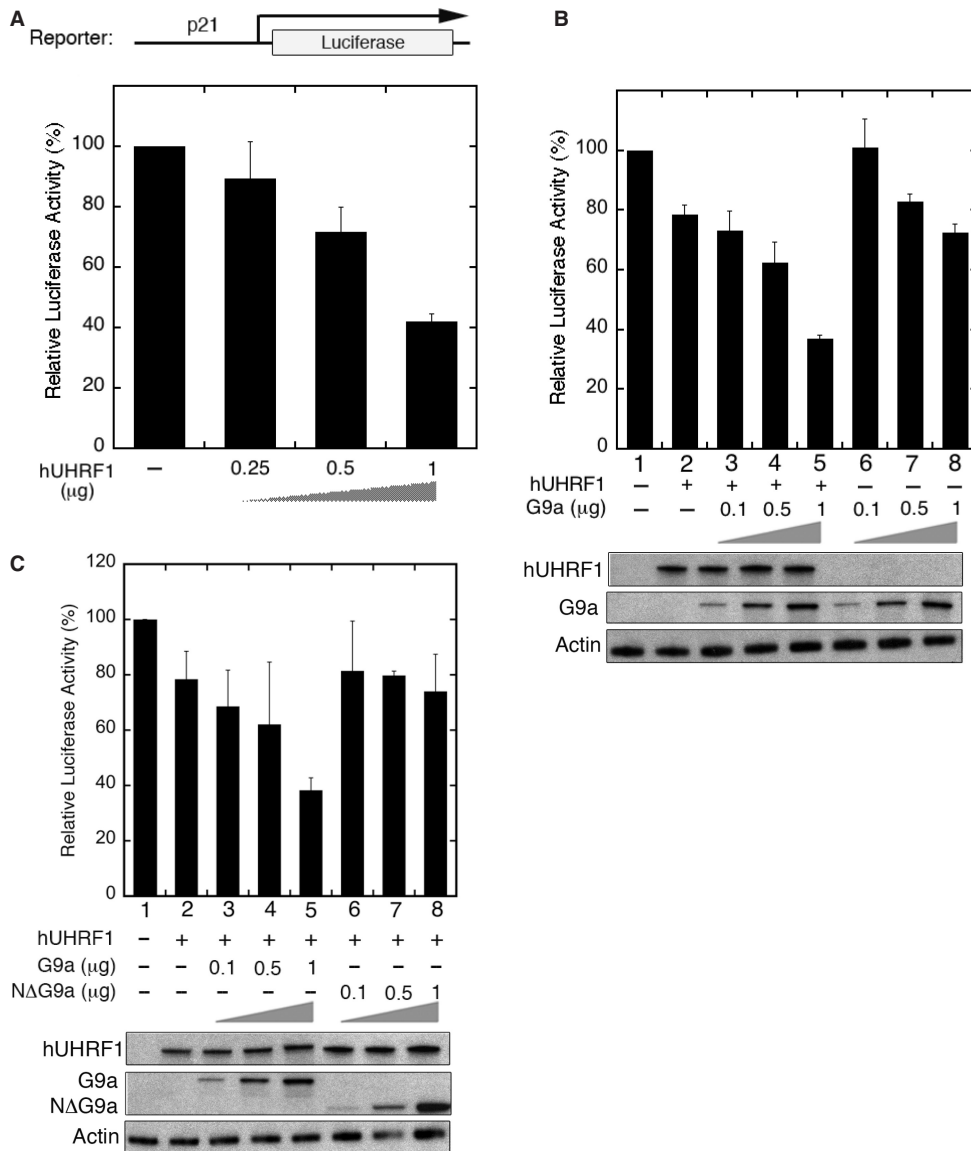 A
p21
Reporter:
Luciferase
Relative Luciferase Activity (%)
100
80
60
40
20
0
hUHRF1 – 0.25 0.5 1
(μg)
B
Relative Luciferase Activity (%)
100
80
60
40
20
0
1 2 3 4 5 6 7 8
hUHRF1 – + + + + – – –
G9a (μg) – – 0.1 0.5 1 0.1 0.5 1
hUHRF1
G9a
Actin
C
Relative Luciferase Activity (%)
120
100
80
60
40
20
0
1 2 3 4 5 6 7 8
hUHRF1 – + + + + + + +
G9a (μg) – – 0.1 0.5 1 – – –
NΔG9a (μg) – – – – – 0.1 0.5 1
hUHRF1
G9a
NΔG9a
Actin